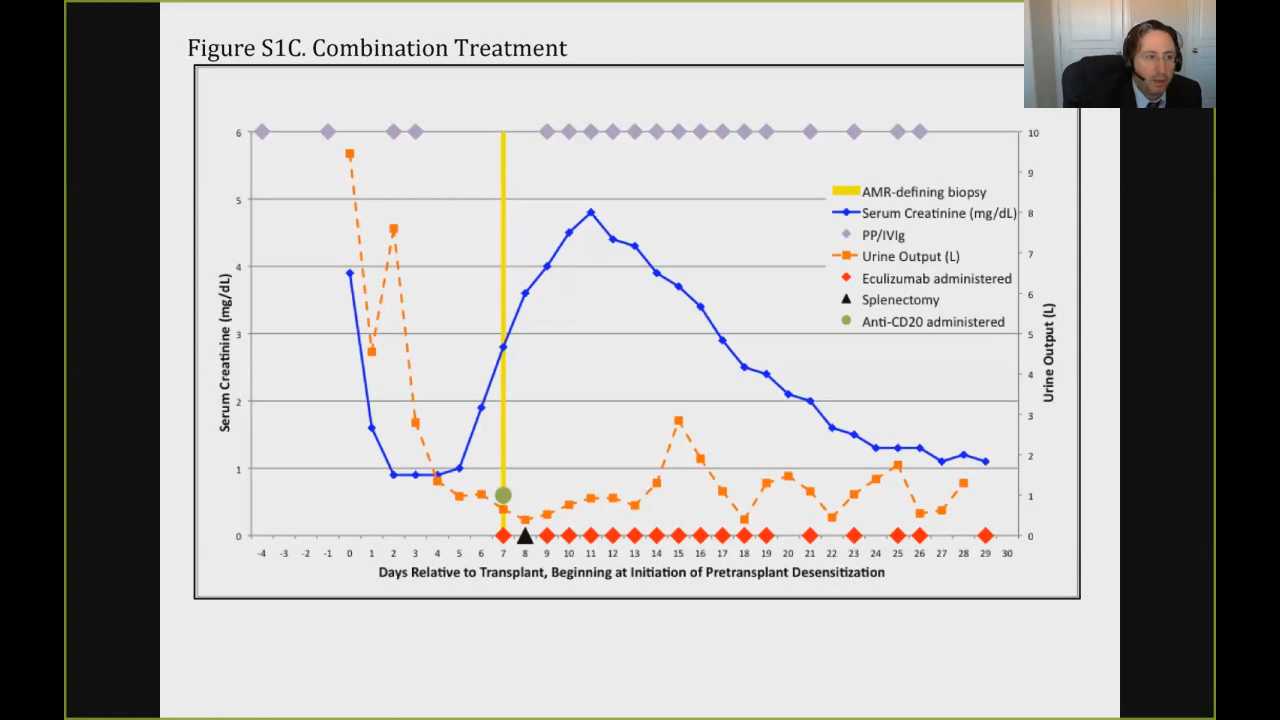 Figure S1C. Combination Treatment
6
5
4
3
2
1
0
Serum Creatinine (mg/dL)
10
9
8
7
6
5
4
3
2
1
0
Urine Output (L)
AMR-defining biopsy
Serum Creatinine (mg/dL)
PP/IVIg
Urine Output (L)
Eculizumab administered
Splenectomy
Anti-CD20 administered
-4 -3 -2 -1 0 1 2 3 4 5 6 7 8 9 10 11 12 13 14 15 16 17 18 19 20 21 22 23 24 25 26 27 28 29 30
Days Relative to Transplant, Beginning at Initiation of Pretransplant Desensitization